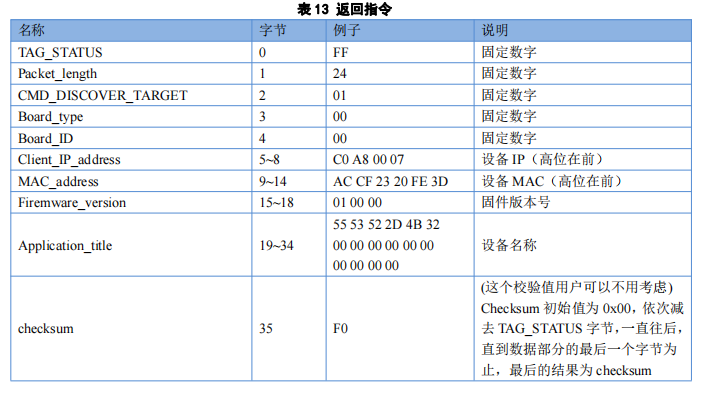 表 13 返回指令
名称 字节 例子 说明
TAG_STATUS 0 FF 固定数字
Packet_length 1 24 固定数字
CMD_DISCOVER_TARGET 2 01 固定数字
Board_type 3 00 固定数字
Board_ID 4 00 固定数字
Client_IP_address 5~8 C0 A8 00 07 设备 IP（高位在前）
MAC_address 9~14 AC CF 23 20 FE 3D 设备 MAC（高位在前）
Firemware_version 15~18 01 00 00 固件版本号
Application_title 19~34 55 53 52 2D 4B 32 设备名称
00 00 00 00 00 00
00 00 00 00
checksum 35 F0 (这个校验值用户可以不用考虑)
Checksum 初始值为 0x00，依次减
去 TAG_STATUS 字节，一直往后，
直到数据部分的最后一个字节为
止，最后的结果为 checksum